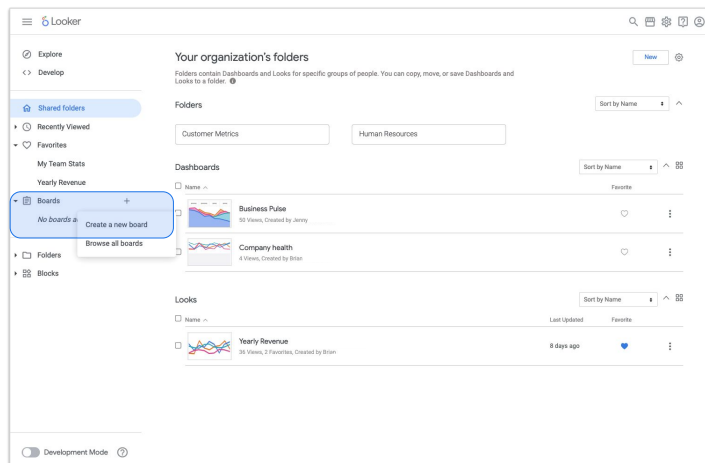 Looker
Explore
Develop
Shared folders
Recently Viewed
Favorites
My Team Stats
Yearly Revenue
Boards
No boards a
Create a new board
Browse all boards
Folders
Blocks
Development Mode
Your organization's folders
New
Folders contain Dashboards and Looks for specific groups of people. You can copy, move, or save Dashboards and
Looks to a folder.
Folders
Sort by Name
Customer Metrics
Human Resources
Dashboards
Sort by Name
Name
Favorite
Business Pulse
50 Views, Created by Jenny
Company health
4 Views, Created by Brian
Looks
Sort by Name
Name
Last Updated
Favorite
Yearly Revenue
36 Views, 2 Favorites, Created by Brien
8 days ago